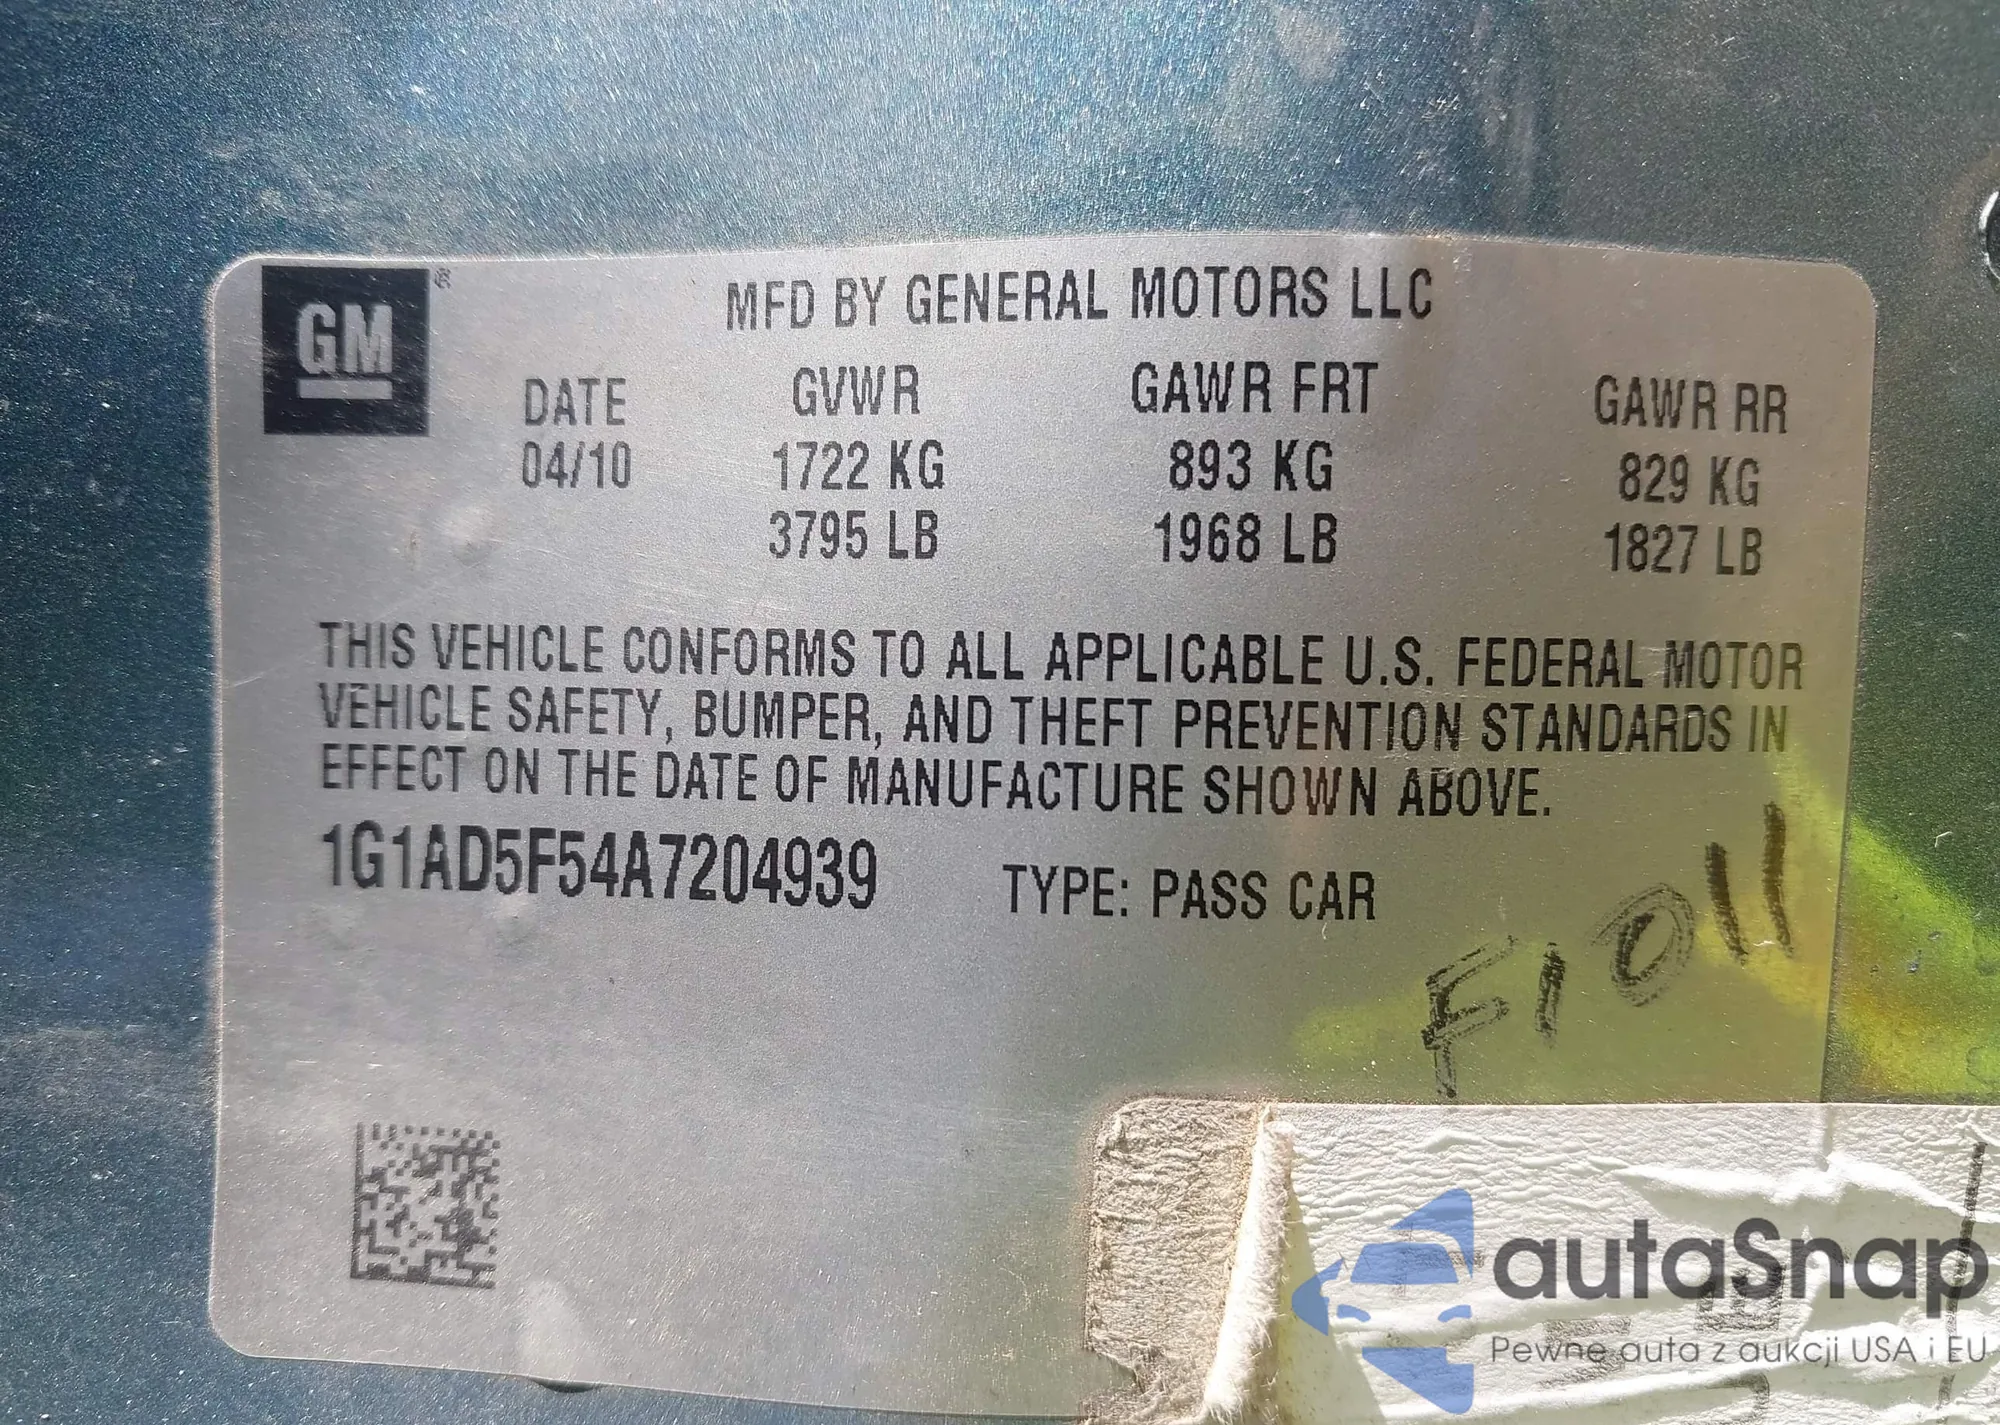 GM®
MFD BY GENERAL MOTORS LLC
DATE GVWR GAWR FRT GAWR RR
04/10 1722 KG 893 KG 829 KG
3795 LB 1968 LB 1827 LB
THIS VEHICLE CONFORMS TO ALL APPLICABLE U.S. FEDERAL MOTOR
VEHICLE SAFETY, BUMPER, AND THEFT PREVENTION STANDARDS IN
EFFECT ON THE DATE OF MANUFACTURE SHOWN ABOVE.
1G1AD5F54A7204939 TYPE: PASS CAR
F1011
autaSnap
Pewne auta z aukcji USA i EU